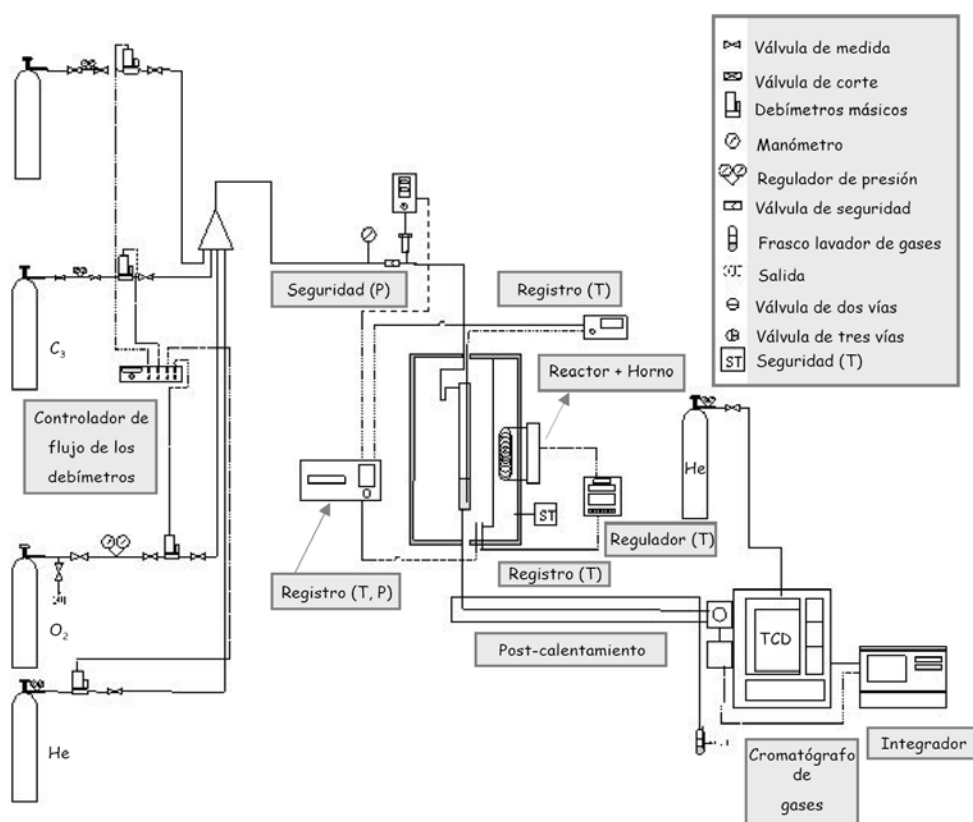 Válvula de medida
Válvula de corte
Debímetros másicos
Manómetro
Regulador de presión
Válvula de seguridad
Frasco lavador de gases
Salida
Válvula de dos vías
Válvula de tres vías
ST Seguridad (T)
Seguridad (P)
Registro (T)
C₃
Reactor + Horno
Controlador de
flujo de los
debímetros
He
ST
Regulador (T)
Registro (T)
Registro (T, P)
O₂
Post-calentamiento
TCD
He
Integrador
Cromatógrafo
de
gases